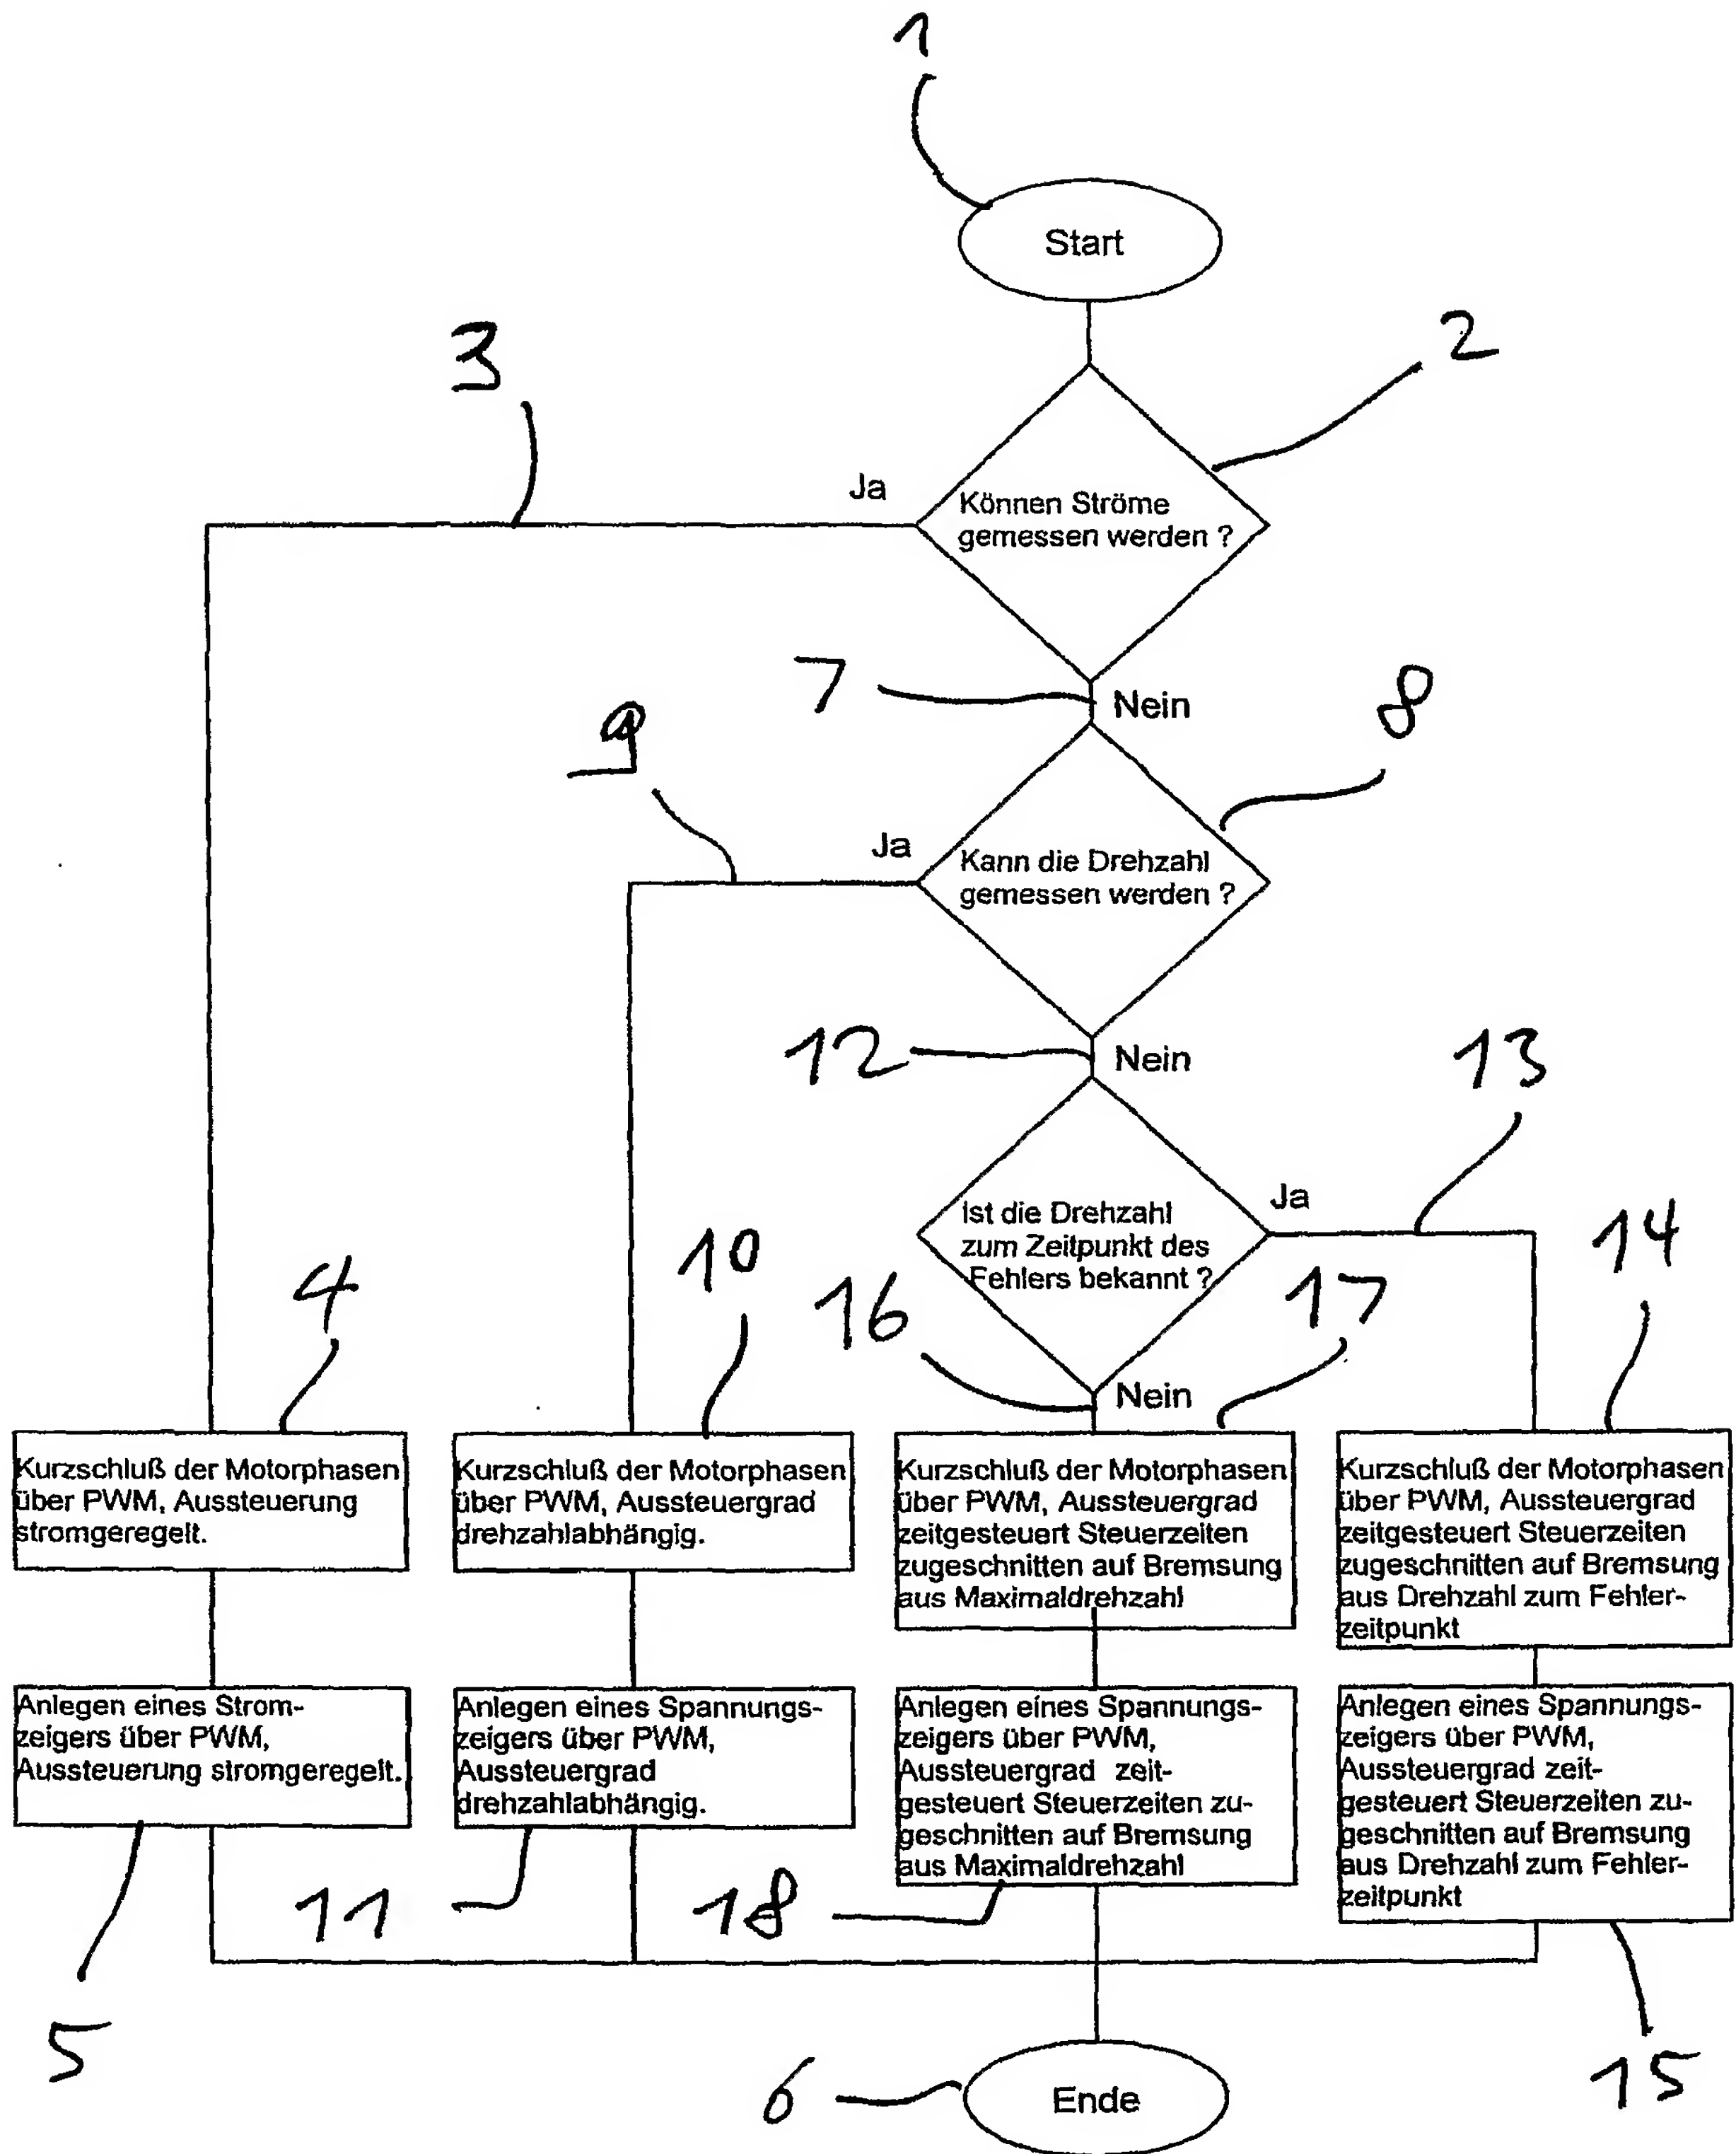 1
Start
2
3
Ja
Können Ströme
gemessen werden ?
7
Nein
8
9
Ja
Kann die Drehzahl
gemessen werden ?
12
Nein
13
Ja
Ist die Drehzahl
zum Zeitpunkt des
Fehlers bekannt ?
4
10
16
17
14
Nein
Kurzschluß der Motorphasen
über PWM, Aussteuerung
stromgeregelt.
Kurzschluß der Motorphasen
über PWM, Aussteuergrad
drehzahlabhängig.
Kurzschluß der Motorphasen
über PWM, Aussteuergrad
zeitgesteuert Steuerzeiten
zugeschnitten auf Bremsung
aus Maximaldrehzahl
Kurzschluß der Motorphasen
über PWM, Aussteuergrad
zeitgesteuert Steuerzeiten
zugeschnitten auf Bremsung
aus Drehzahl zum Fehler-
zeitpunkt
Anlegen eines Strom-
zeigers über PWM,
Aussteuerung stromgeregelt.
Anlegen eines Spannungs-
zeigers über PWM,
Aussteuergrad
drehzahlabhängig.
Anlegen eines Spannungs-
zeigers über PWM,
Aussteuergrad zeit-
gesteuert Steuerzeiten zu-
geschnitten auf Bremsung
aus Maximaldrehzahl
Anlegen eines Spannungs-
zeigers über PWM,
Aussteuergrad zeit-
gesteuert Steuerzeiten zu-
geschnitten auf Bremsung
aus Drehzahl zum Fehler-
zeitpunkt
11
18
5
15
6
Ende